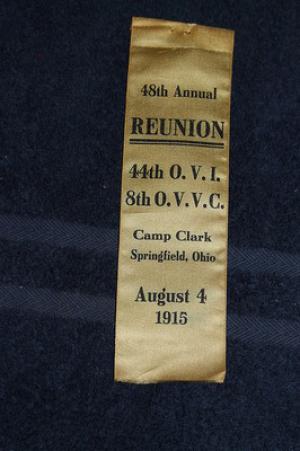 48th Annual
REUNION
44th O. V. I.
8th O. V. V. C.
Camp Clark
Springfield, Ohio
August 4
1915